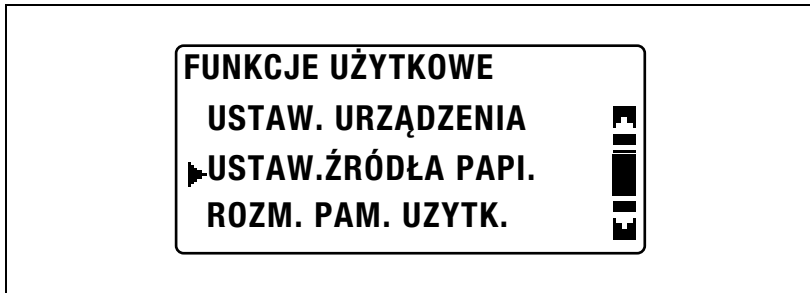 FUNKCJE UŻYTKOWE
USTAW. URZĄDZENIA
USTAW.ŹRÓDŁA PAPI.
ROZM. PAM. UZYTK.